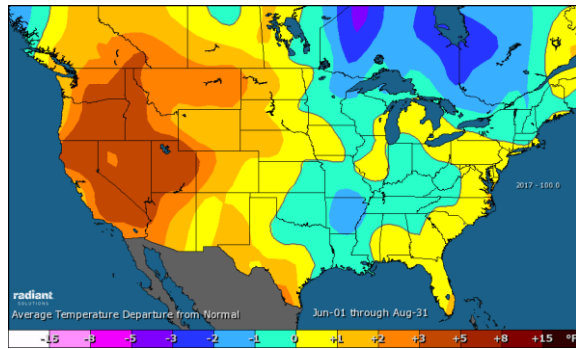 2017 - 100.0
radiant
SOLUTIONS
Average Temperature Departure from Normal
Jun-01 through Aug-31
-15 -8 -5 -3 -2 -1 0 +1 +2 +3 +5 +8 +15 °F